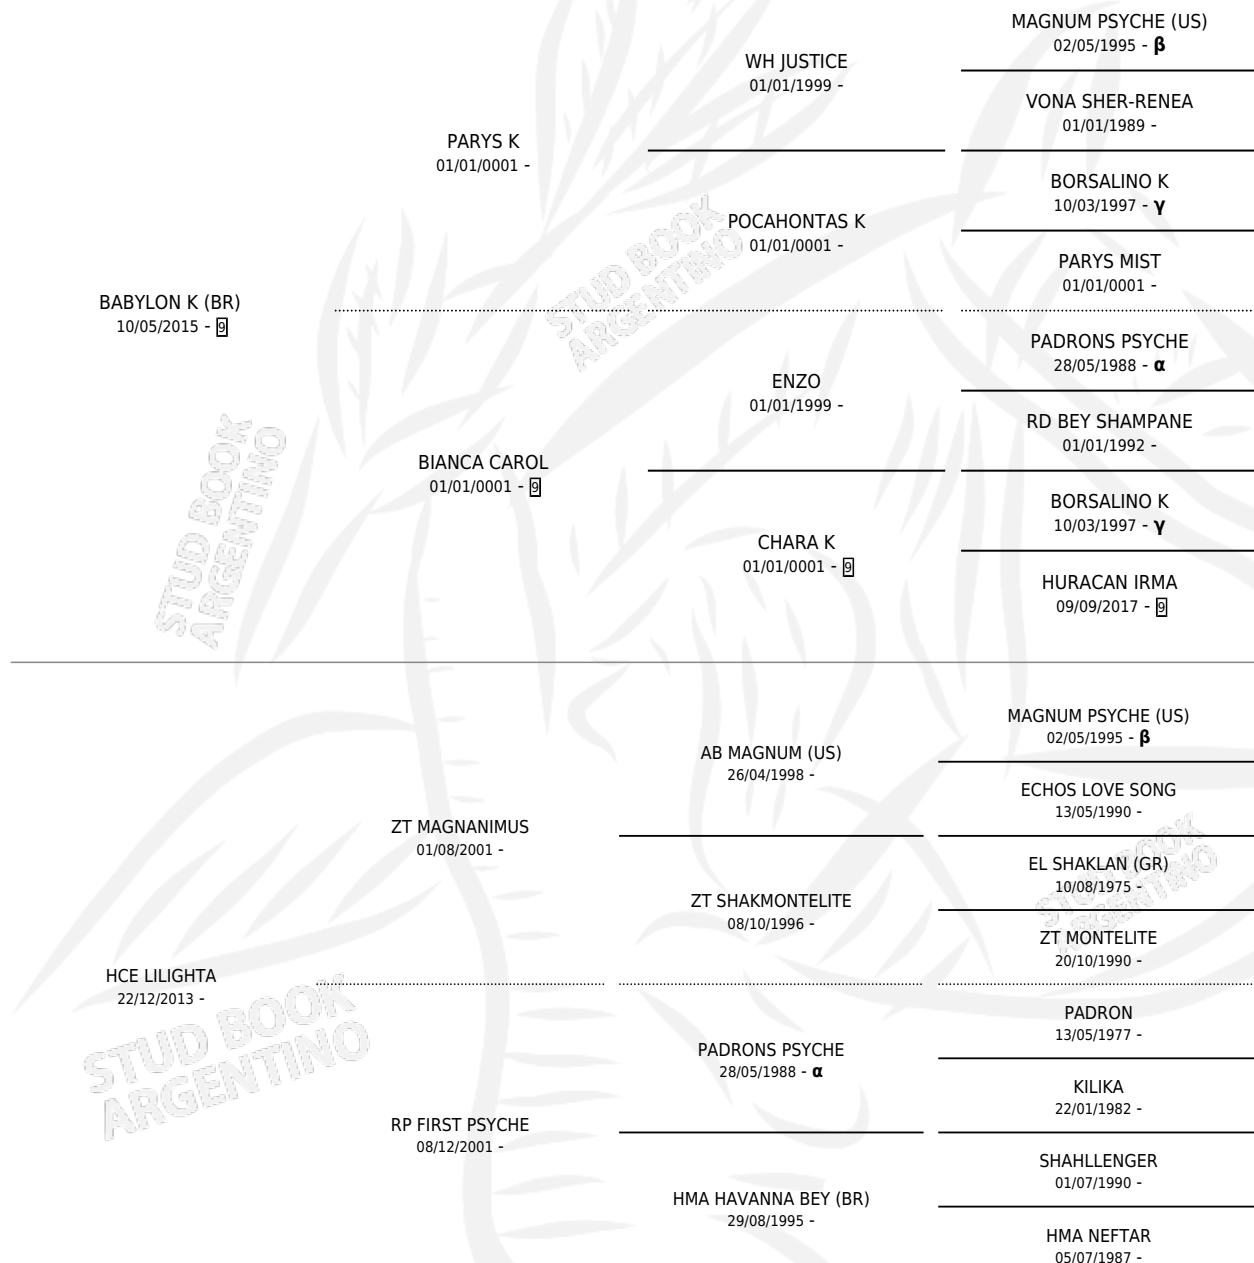 MAGNUM PSYCHE (US)
02/05/1995 - β
WH JUSTICE
01/01/1999 -
VONA SHER-RENEA
01/01/1989 -
PARYS K
01/01/0001 -
BORSALINO K
10/03/1997 - γ
POCAHONTAS K
01/01/0001 -
PARYS MIST
01/01/0001 -
BABYLON K (BR)
10/05/2015 - 9
PADRONS PSYCHE
28/05/1988 - α
ENZO
01/01/1999 -
RD BEY SHAMPANE
01/01/1992 -
BIANCA CAROL
01/01/0001 - 9
BORSALINO K
10/03/1997 - γ
CHARA K
01/01/0001 - 9
HURACAN IRMA
09/09/2017 - 9
MAGNUM PSYCHE (US)
02/05/1995 - β
AB MAGNUM (US)
26/04/1998 -
ECHOS LOVE SONG
13/05/1990 -
ZT MAGNANIMUS
01/08/2001 -
EL SHAKLAN (GR)
10/08/1975 -
ZT SHAKMONTELITE
08/10/1996 -
ZT MONTELITE
20/10/1990 -
HCE LILIGHTA
22/12/2013 -
PADRON
13/05/1977 -
PADRONS PSYCHE
28/05/1988 - α
KILIKA
22/01/1982 -
RP FIRST PSYCHE
08/12/2001 -
SHAHLLENGER
01/07/1990 -
HMA HAVANNA BEY (BR)
29/08/1995 -
HMA NEFTAR
05/07/1987 -
STUD BOOK
ARGENTINO
STUD BOOK
ARGENTINO
STUD BOOK
ARGENTINO
STUD BOOK
ARGENTINO